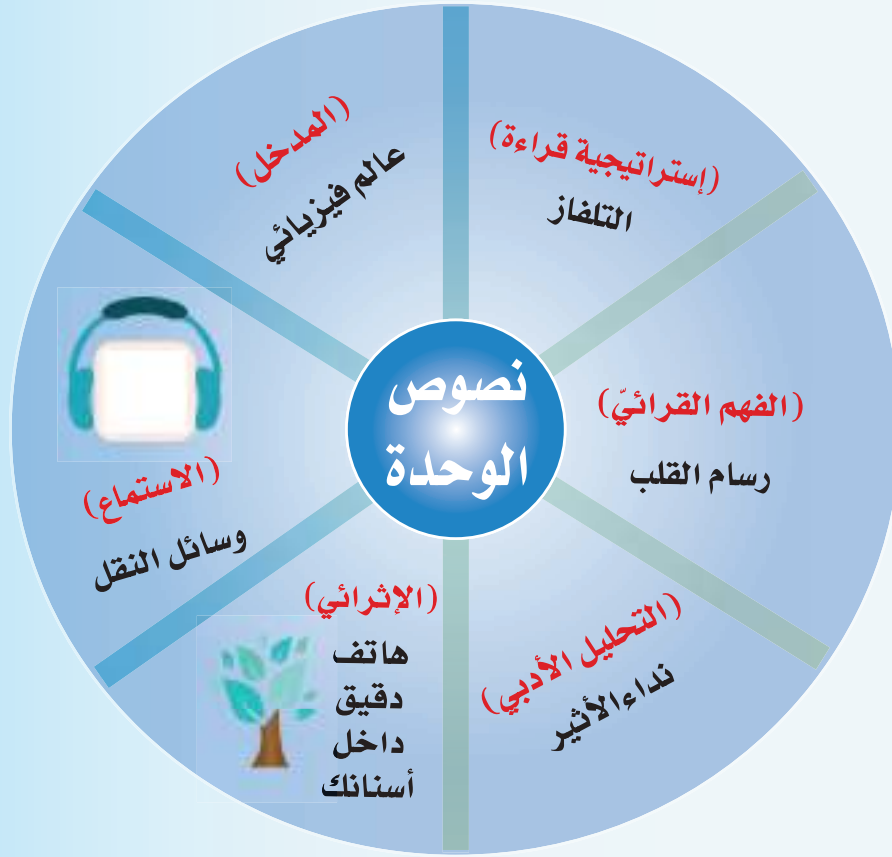 نصوص
الوحدة
(المدخل)
عالم فيزيائي
(إستراتيجية قراءة)
التلفاز
(الفهم القرائيّ)
رسام القلب
(التحليل الأدبي)
نداء الأثير
(الإثرائي)
هاتف
دقيق
داخل
أسنانك
(الاستماع)
وسائل النقل